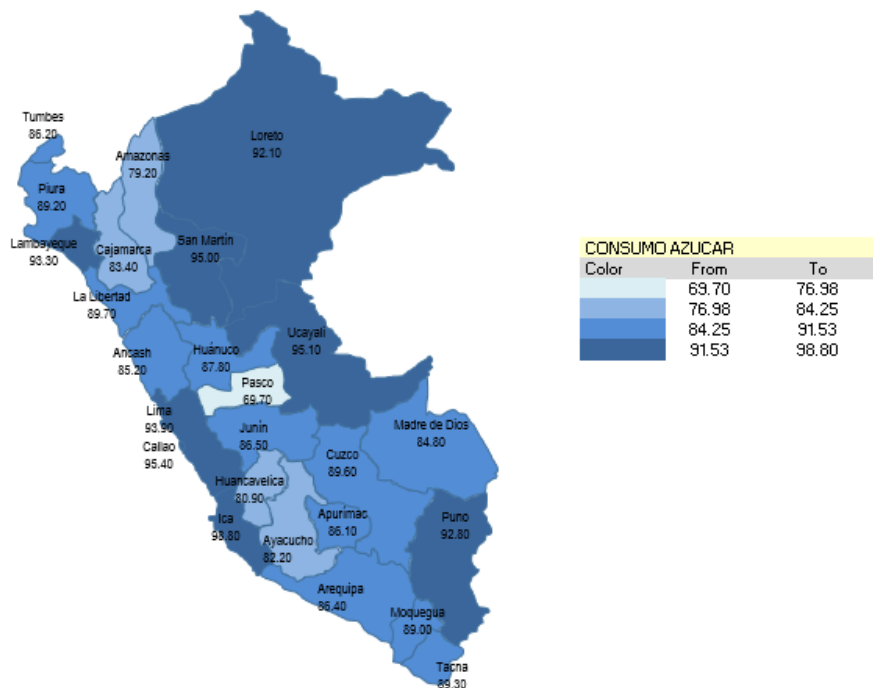 Tumbes
86.20
Amazonas
79.20
Loreto
92.10
Piura
89.20
Lambayeque
93.30
Cajamarca
83.40
San Martín
95.00
La Libertad
89.70
Ucayali
95.10
Ancash
85.20
Huánuco
87.80
Pasco
69.70
Lima
93.90
Callao
95.40
Junín
86.50
Cuzco
89.60
Madre de Dios
84.80
Huancavelica
80.90
Ica
98.80
Ayacucho
82.20
Apurímac
86.10
Puno
92.80
Arequipa
86.40
Moquegua
89.00
Tacna
89.30
CONSUMO AZUCAR
Color From To
69.70 76.98
76.98 84.25
84.25 91.53
91.53 98.80